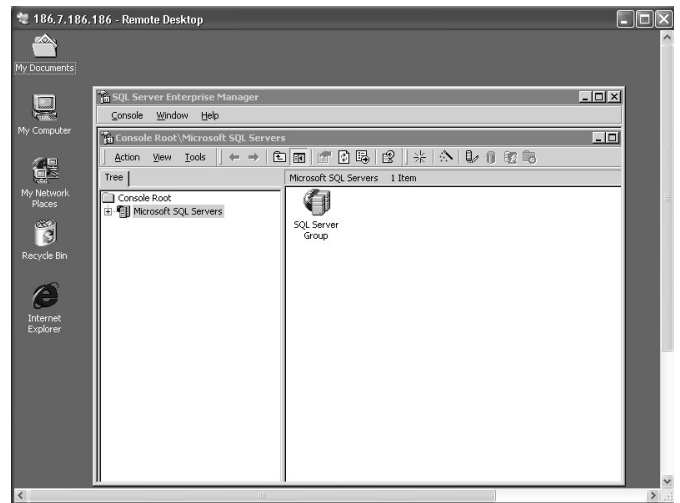 186.7.186.186 - Remote Desktop
My Documents
My Computer
My Network
Places
Recycle Bin
Internet
Explorer
SQL Server Enterprise Manager
Console Window Help
Console Root\Microsoft SQL Servers
Action View Tools
Tree
Console Root
Microsoft SQL Servers
Microsoft SQL Servers 1 Item
SQL Server
Group